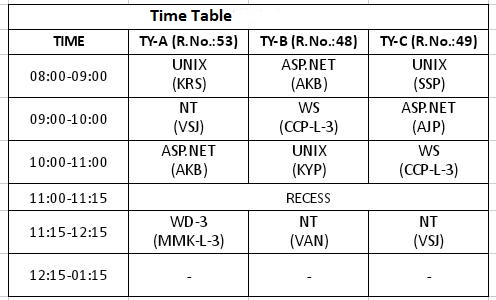 Time Table
TIME TY-A (R.No.:53) TY-B (R.No.:48) TY-C (R.No.:49)
08:00-09:00 UNIX ASP.NET UNIX
(KRS) (AKB) (SSP)
09:00-10:00 NT WS ASP.NET
(VSJ) (CCP-L-3) (AJP)
10:00-11:00 ASP.NET UNIX WS
(AKB) (KYP) (CCP-L-3)
11:00-11:15 RECESS
11:15-12:15 WD-3 NT NT
(MMK-L-3) (VAN) (VSJ)
12:15-01:15 - - -